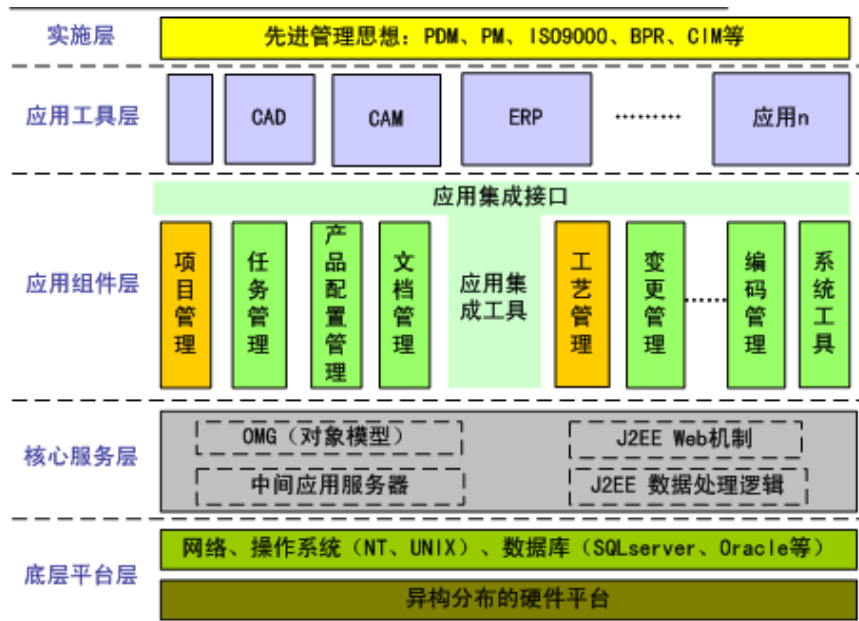 实施层
先进管理思想：PDM、PM、ISO9000、BPR、CIM等
应用工具层
CAD
CAM
ERP
………
应用n
应用集成接口
应用组件层
项目管理
任务管理
产品配置管理
文档管理
应用集
成工具
工艺管理
变更管理
……
编码管理
系统工具
核心服务层
OMG（对象模型）
J2EE Web机制
中间应用服务器
J2EE 数据处理逻辑
底层平台层
网络、操作系统（NT、UNIX）、数据库（SQLserver、Oracle等）
异构分布的硬件平台